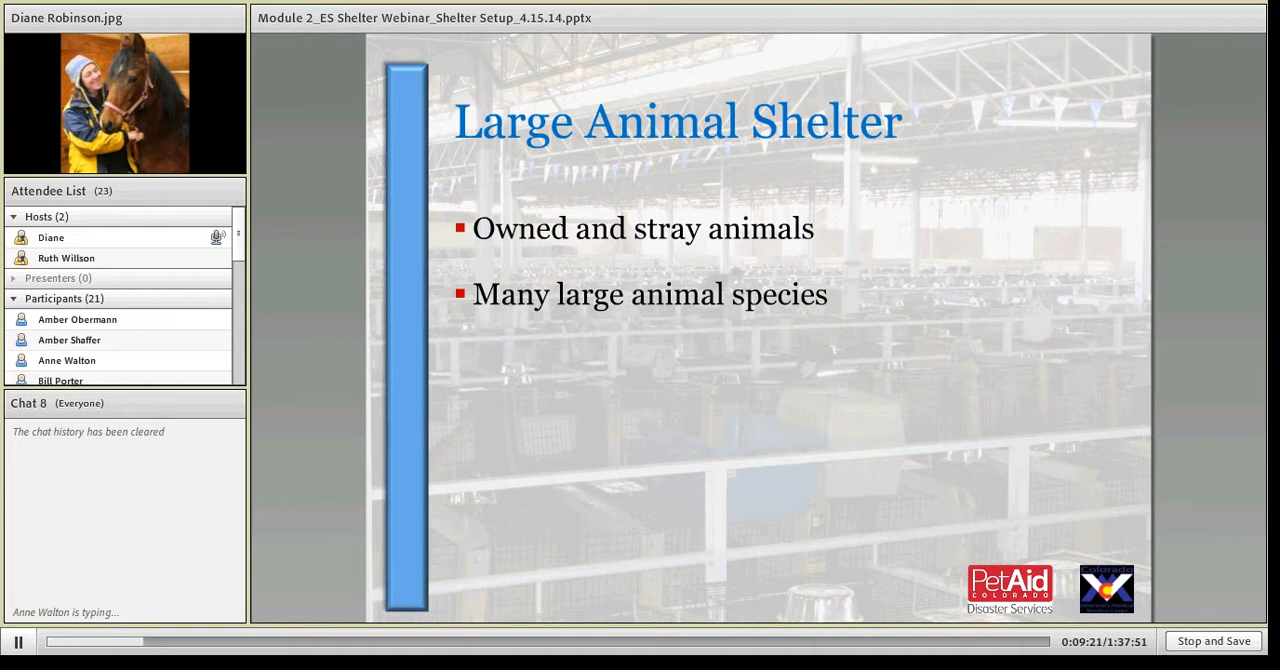 Diane Robinson.jpg
Module 2_ES Shelter Webinar_Shelter Setup_4.15.14.pptx
Attendee List (23)
Hosts (2)
Diane
Ruth Willson
Presenters (0)
Participants (21)
Amber Obermann
Amber Shaffer
Anne Walton
Bill Porter
Chat 8 (Everyone)
The chat history has been cleared
Anne Walton is typing...
Large Animal Shelter
Owned and stray animals
Many large animal species
PetAid
COLORADO
Disaster Services
Colorado
0:09:21/1:37:51
Stop and Save